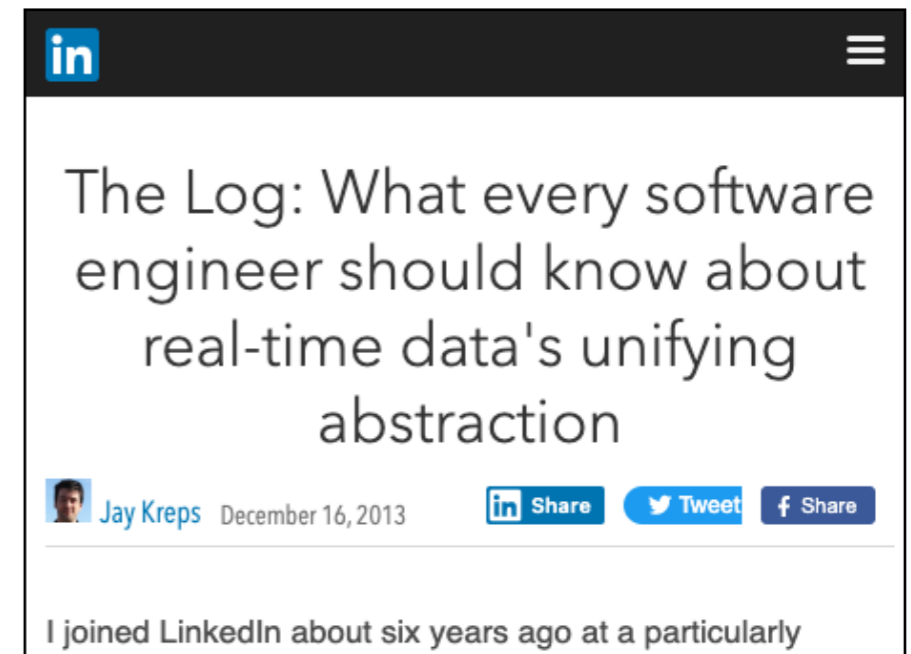 in
The Log: What every software
engineer should know about
real-time data's unifying
abstraction
Jay Kreps December 16, 2013 in Share Tweet f Share
I joined LinkedIn about six years ago at a particularly